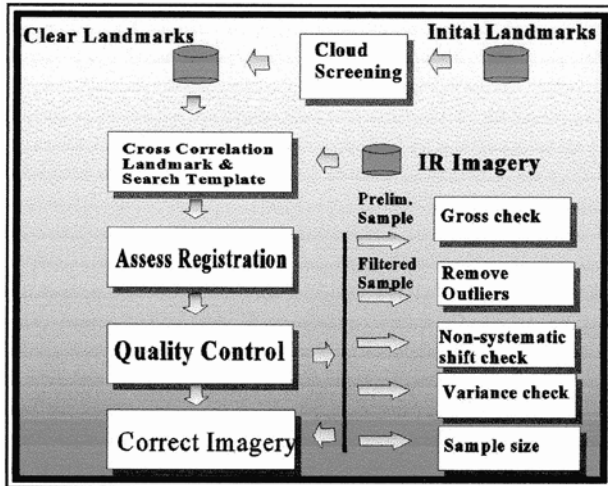 Clear Landmarks
Inital Landmarks
Cloud
Screening
Cross Correlation
Landmark &
Search Template
IR Imagery
Prelim.
Sample
Gross check
Assess Registration
Filtered
Sample
Remove
Outliers
Quality Control
Non-systematic
shift check
Variance check
Correct Imagery
Sample size